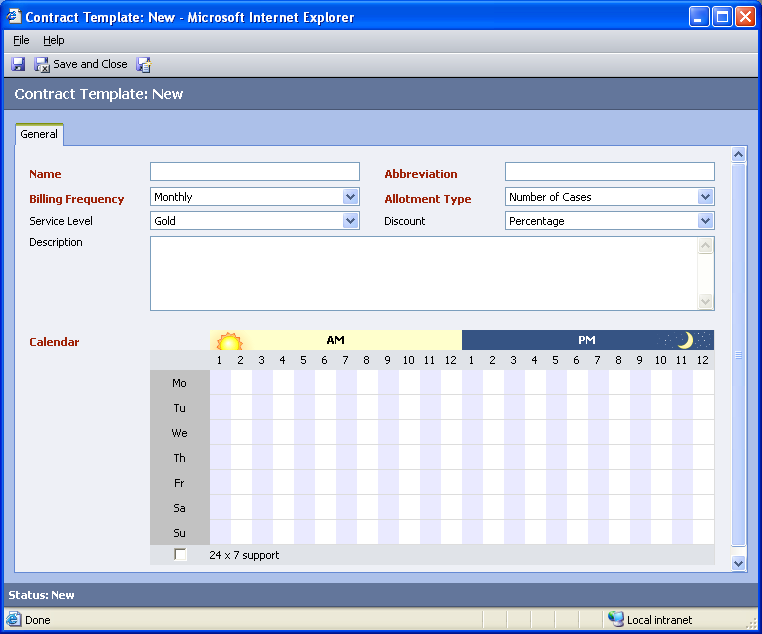 Contract Template: New - Microsoft Internet Explorer
File Help
Save and Close
Contract Template: New
General
Name Abbreviation
Billing Frequency Monthly Allotment Type Number of Cases
Service Level Gold Discount Percentage
Description
Calendar AM PM
1 2 3 4 5 6 7 8 9 10 11 12 1 2 3 4 5 6 7 8 9 10 11 12
Mo
Tu
We
Th
Fr
Sa
Su
24 x 7 support
Status: New
Done Local intranet